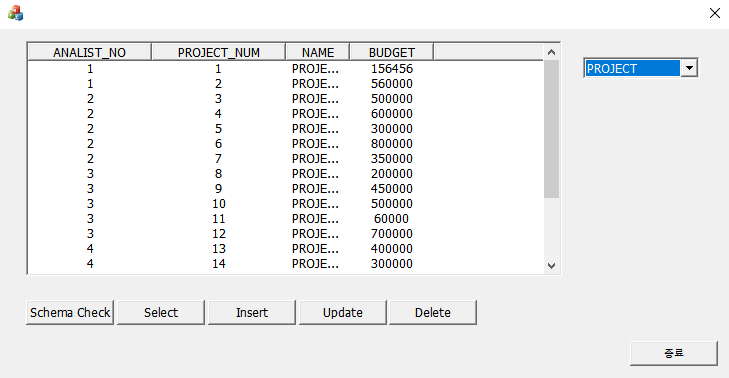 ANALIST_NO PROJECT_NUM NAME BUDGET
1 1 PROJE... 156456
1 2 PROJE... 560000
2 3 PROJE... 500000
2 4 PROJE... 600000
2 5 PROJE... 300000
2 6 PROJE... 800000
2 7 PROJE... 350000
3 8 PROJE... 200000
3 9 PROJE... 450000
3 10 PROJE... 500000
3 11 PROJE... 60000
3 12 PROJE... 700000
4 13 PROJE... 400000
4 14 PROJE... 300000
PROJECT
Schema Check Select Insert Update Delete
종료